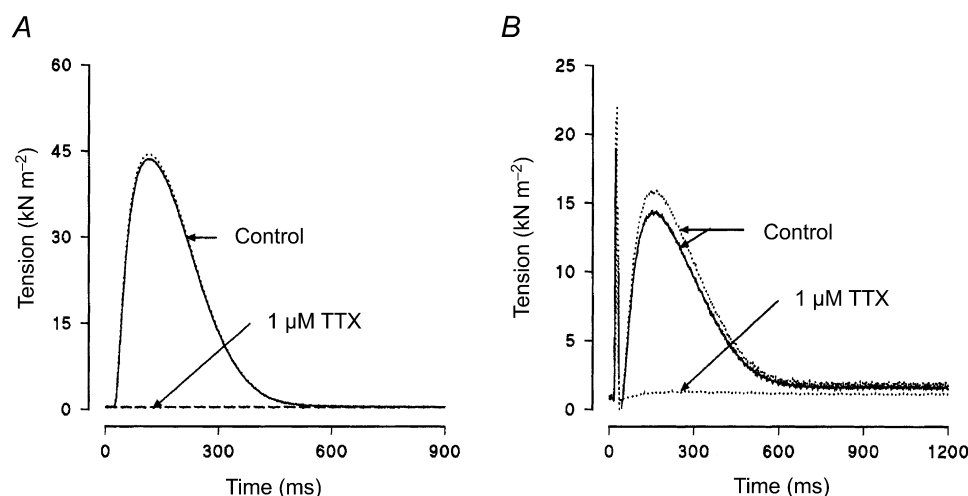 A
Tension (kN m⁻²)
60
45
30
15
0
Control
1 µM TTX
0 300 600 900
Time (ms)
B
Tension (kN m⁻²)
25
20
15
10
5
0
Control
1 µM TTX
0 300 600 900 1200
Time (ms)